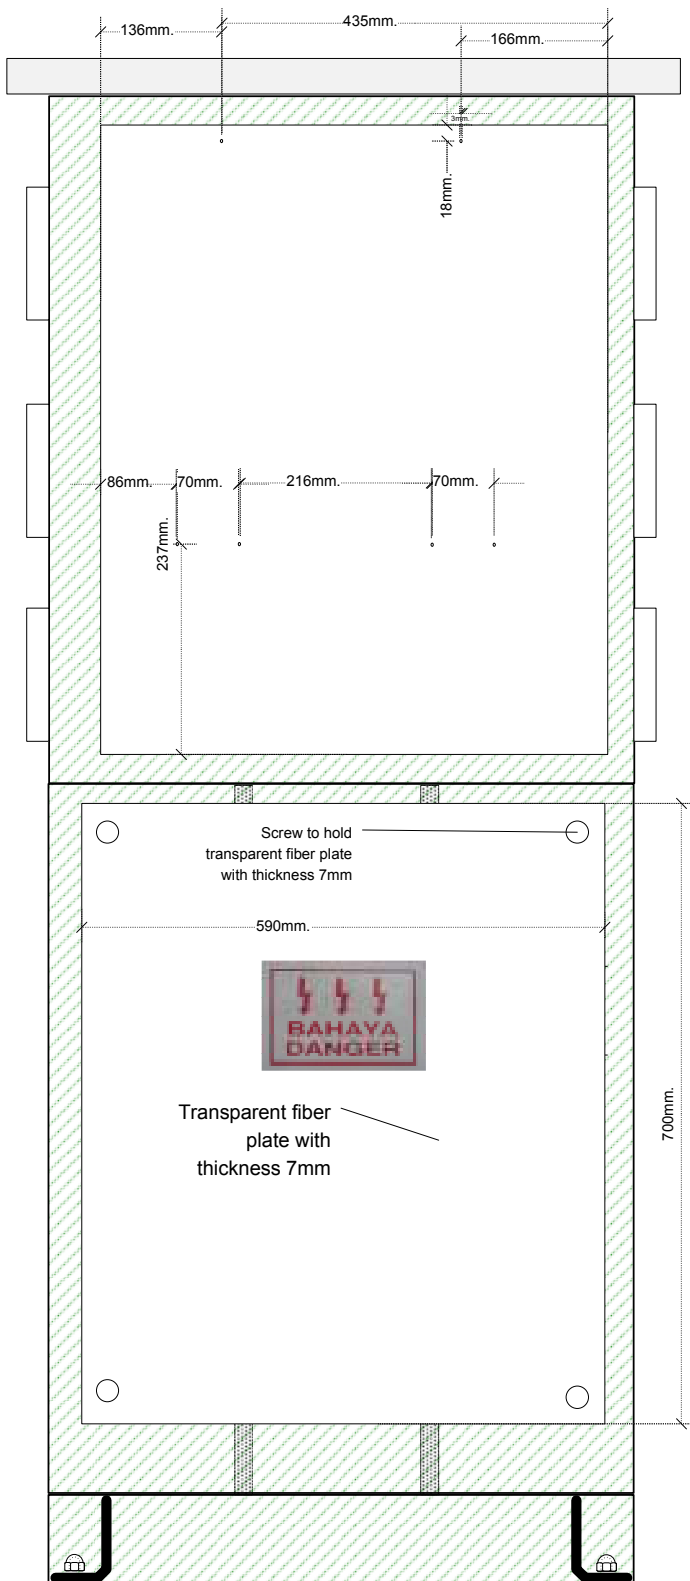 435mm.
136mm.
166mm.
3mm.
18mm.
86mm.
70mm.
216mm.
70mm.
237mm.
Screw to hold
transparent fiber plate
with thickness 7mm
590mm.
BAHAYA
DANGER
Transparent fiber
plate with
thickness 7mm
700mm.